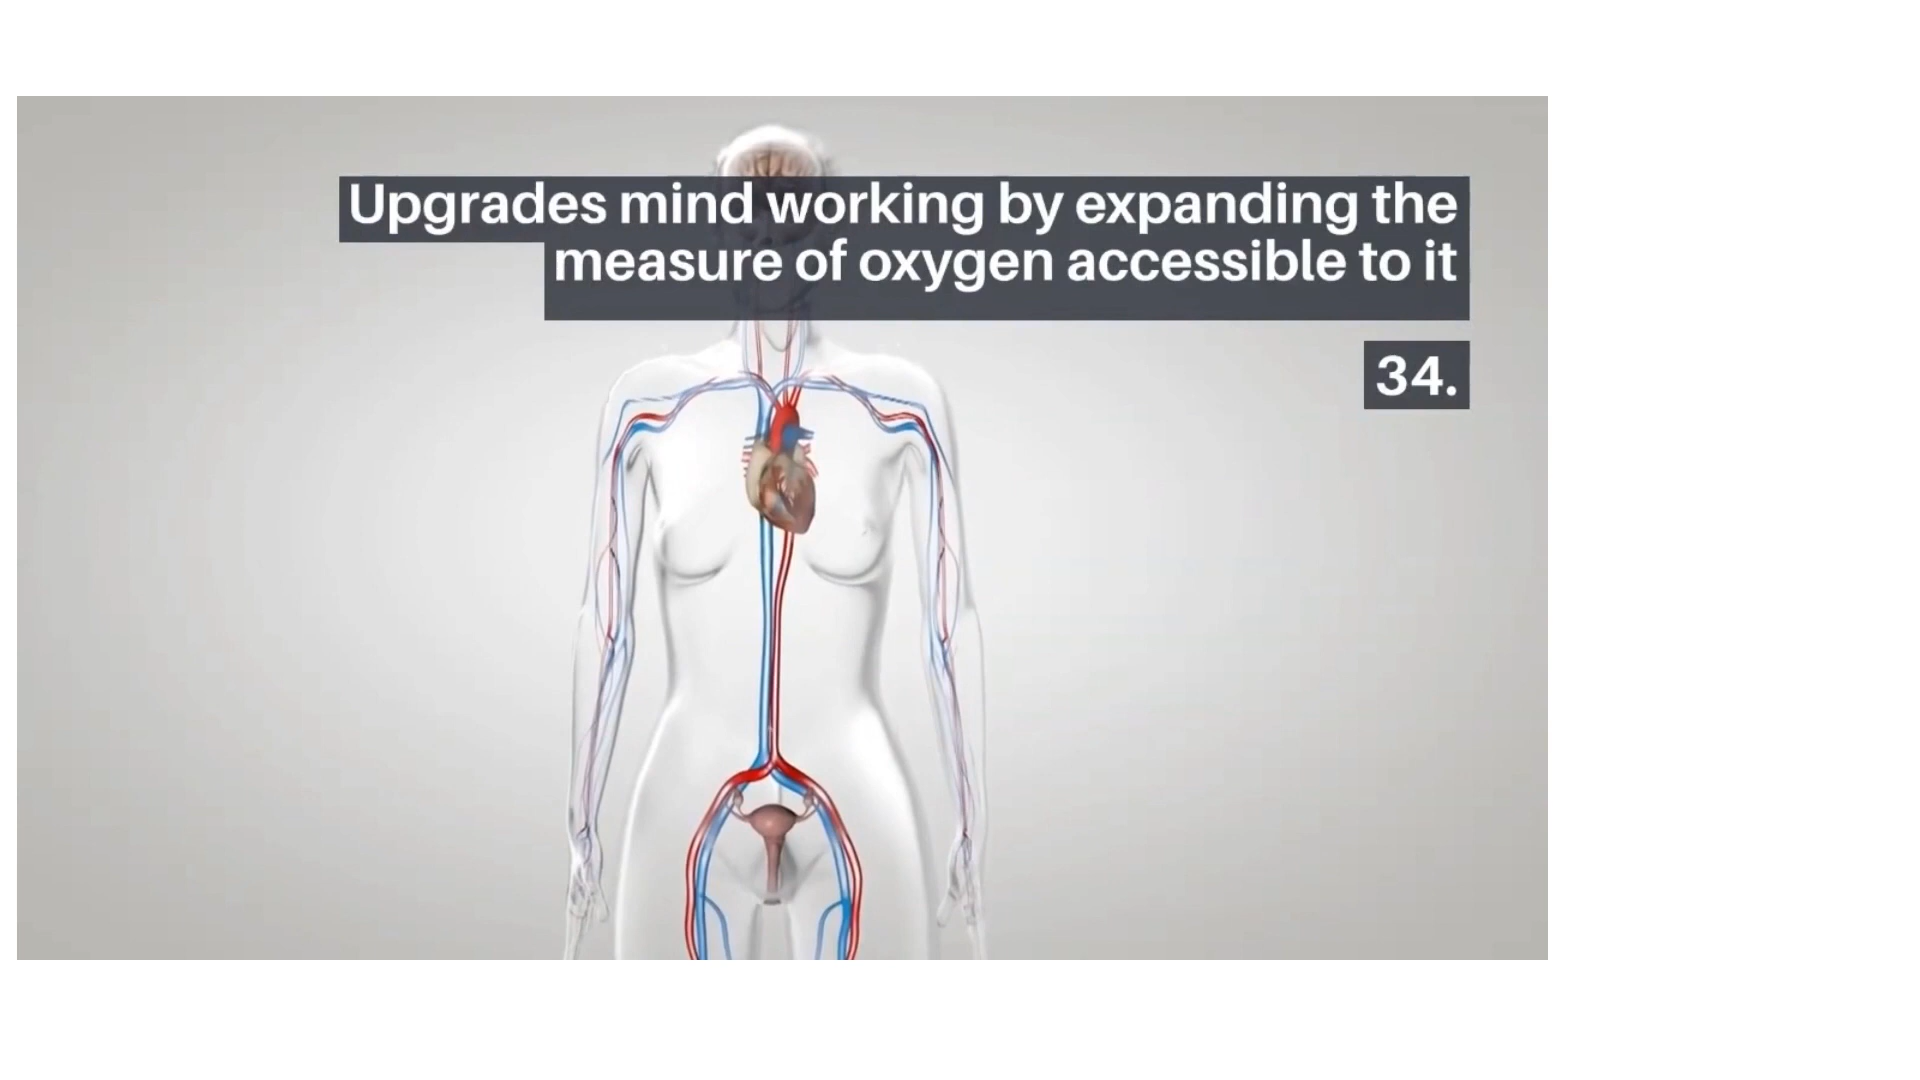 Upgrades mind working by expanding the
measure of oxygen accessible to it
34.